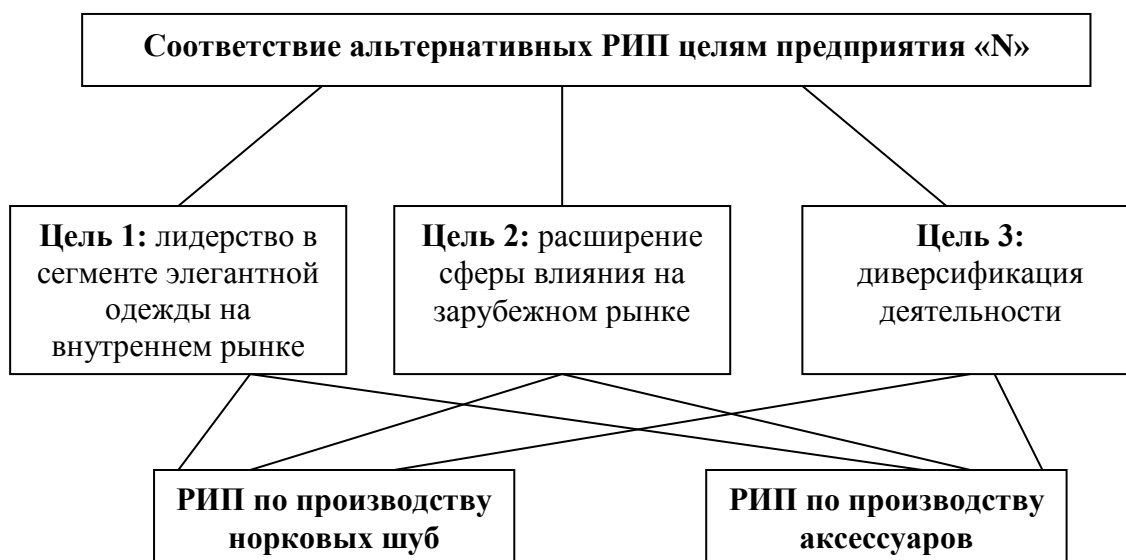 Соответствие альтернативных РИП целям предприятия «N»
Цель 1: лидерство в
сегменте элегантной
одежды на
внутреннем рынке
Цель 2: расширение
сферы влияния на
зарубежном рынке
Цель 3:
диверсификация
деятельности
РИП по производству
норковых шуб
РИП по производству
аксессуаров